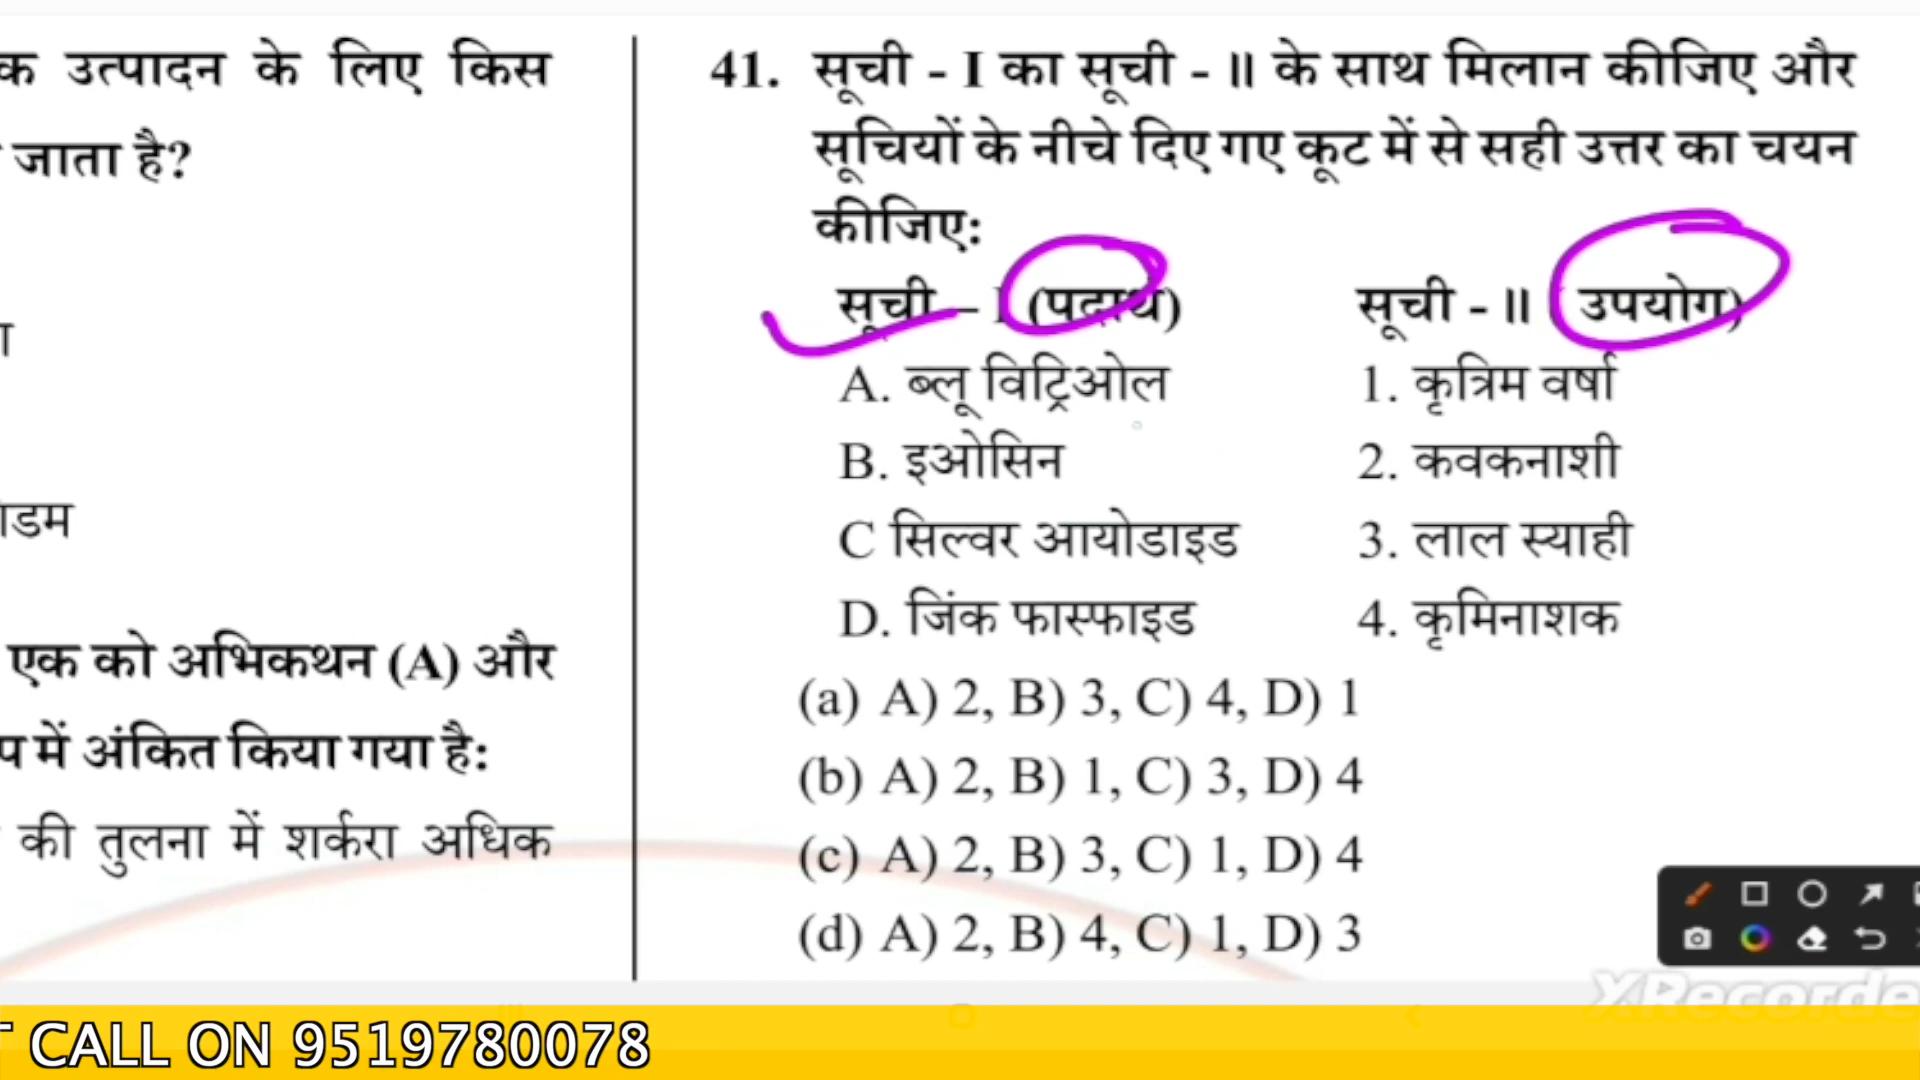 क उत्पादन के लिए किस
जाता है?
ा
ाडम
एक को अभिकथन (A) और
प में अंकित किया गया है:
की तुलना में शर्करा अधिक
41. सूची - I का सूची - II के साथ मिलान कीजिए और
सूचियों के नीचे दिए गए कूट में से सही उत्तर का चयन
कीजिए:
सूची - I (पदार्थ) सूची - II (उपयोग)
A. ब्लू विट्रिओल 1. कृत्रिम वर्षा
B. इओसिन 2. कवकनाशी
C सिल्वर आयोडाइड 3. लाल स्याही
D. जिंक फास्फाइड 4. कृमिनाशक
(a) A) 2, B) 3, C) 4, D) 1
(b) A) 2, B) 1, C) 3, D) 4
(c) A) 2, B) 3, C) 1, D) 4
(d) A) 2, B) 4, C) 1, D) 3
XRecorde
CALL ON 9519780078